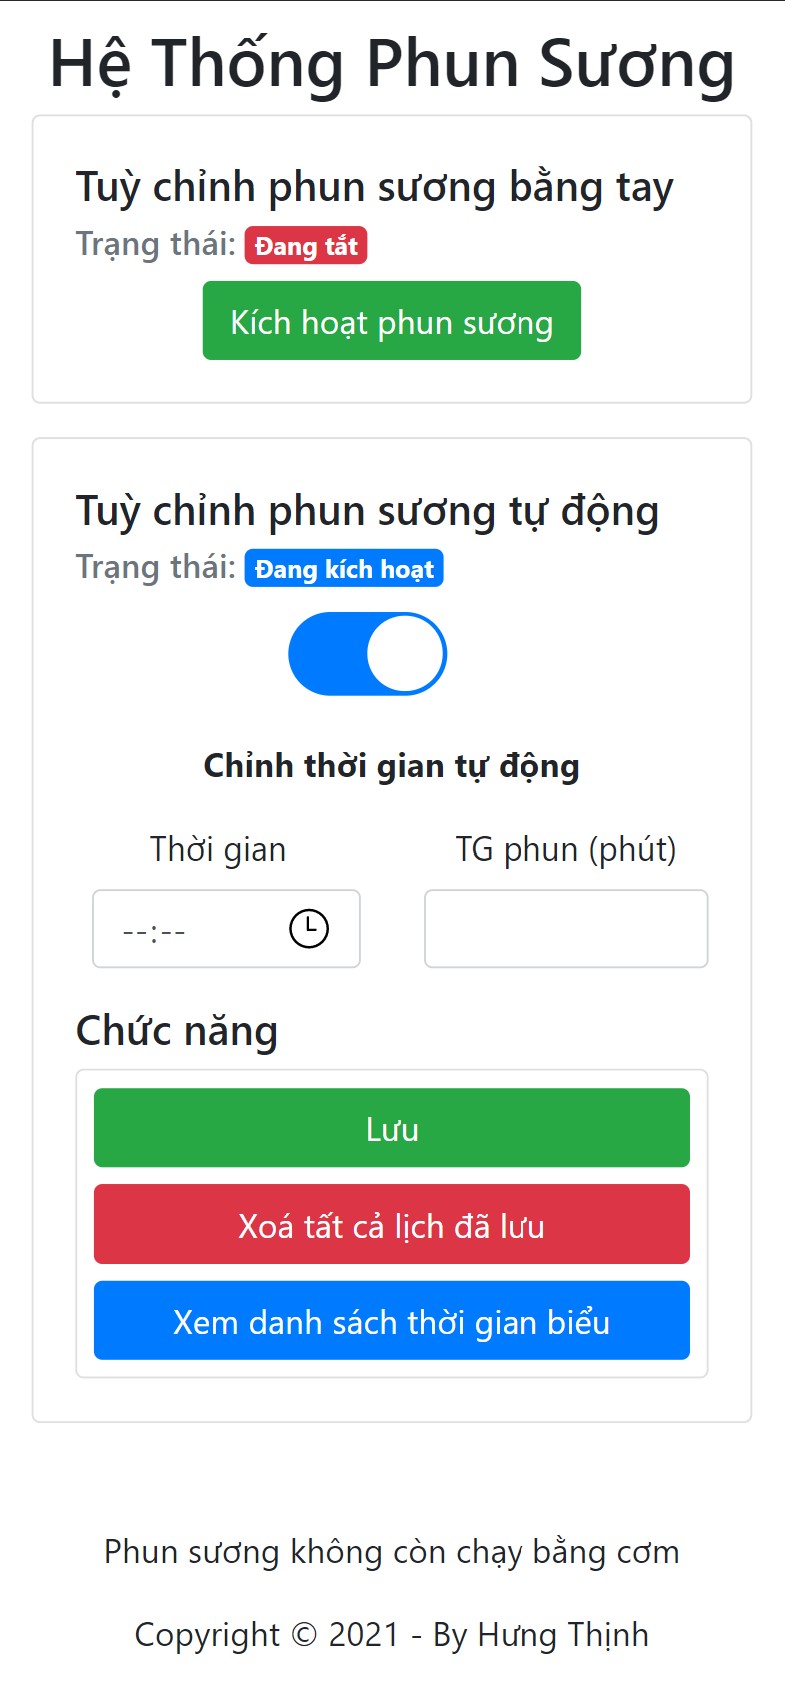 Hệ Thống Phun Sương
Tuỳ chỉnh phun sương bằng tay
Trạng thái: Đang tắt
Kích hoạt phun sương
Tuỳ chỉnh phun sương tự động
Trạng thái: Đang kích hoạt
Chỉnh thời gian tự động
Thời gian TG phun (phút)
--:--
Chức năng
Lưu
Xoá tất cả lịch đã lưu
Xem danh sách thời gian biểu
Phun sương không còn chạy bằng cơm
Copyright © 2021 - By Hưng Thịnh